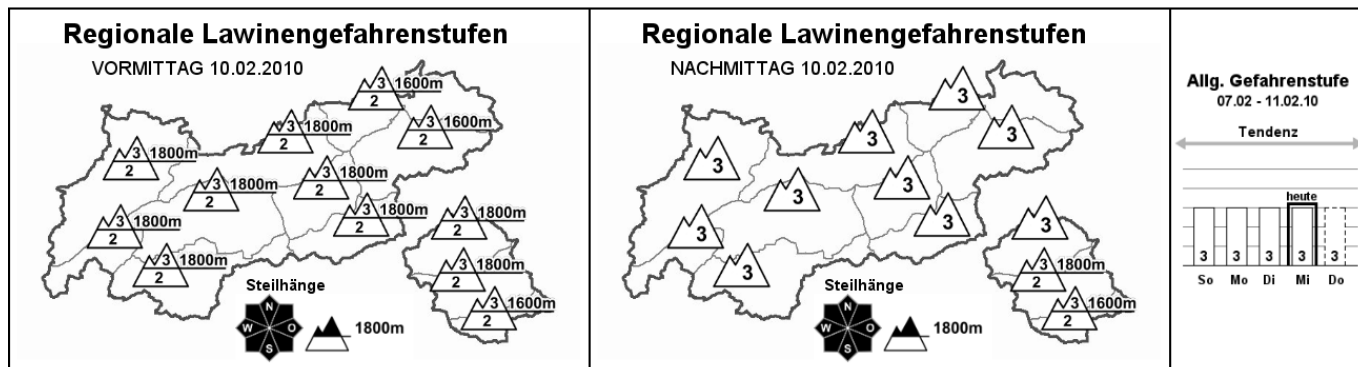 Regionale Lawinengefahrenstufen
VORMITTAG 10.02.2010
3 1600m
2
3 1800m
2
3 1600m
2
3 1800m
2
3 1800m
2
3 1800m
2
3 1800m
2
3 1800m
2
3 1800m
2
3 1800m
2
3 1800m
2
3 1600m
2
Steilhänge
N
W O
S
1800m
Regionale Lawinengefahrenstufen
NACHMITTAG 10.02.2010
3
3
3
3
3
3
3
3
3
3
3 1800m
2
3 1600m
2
Steilhänge
N
W O
S
1800m
Allg. Gefahrenstufe
07.02 - 11.02.10
Tendenz
heute
3 3 3 3 3
So Mo Di Mi Do